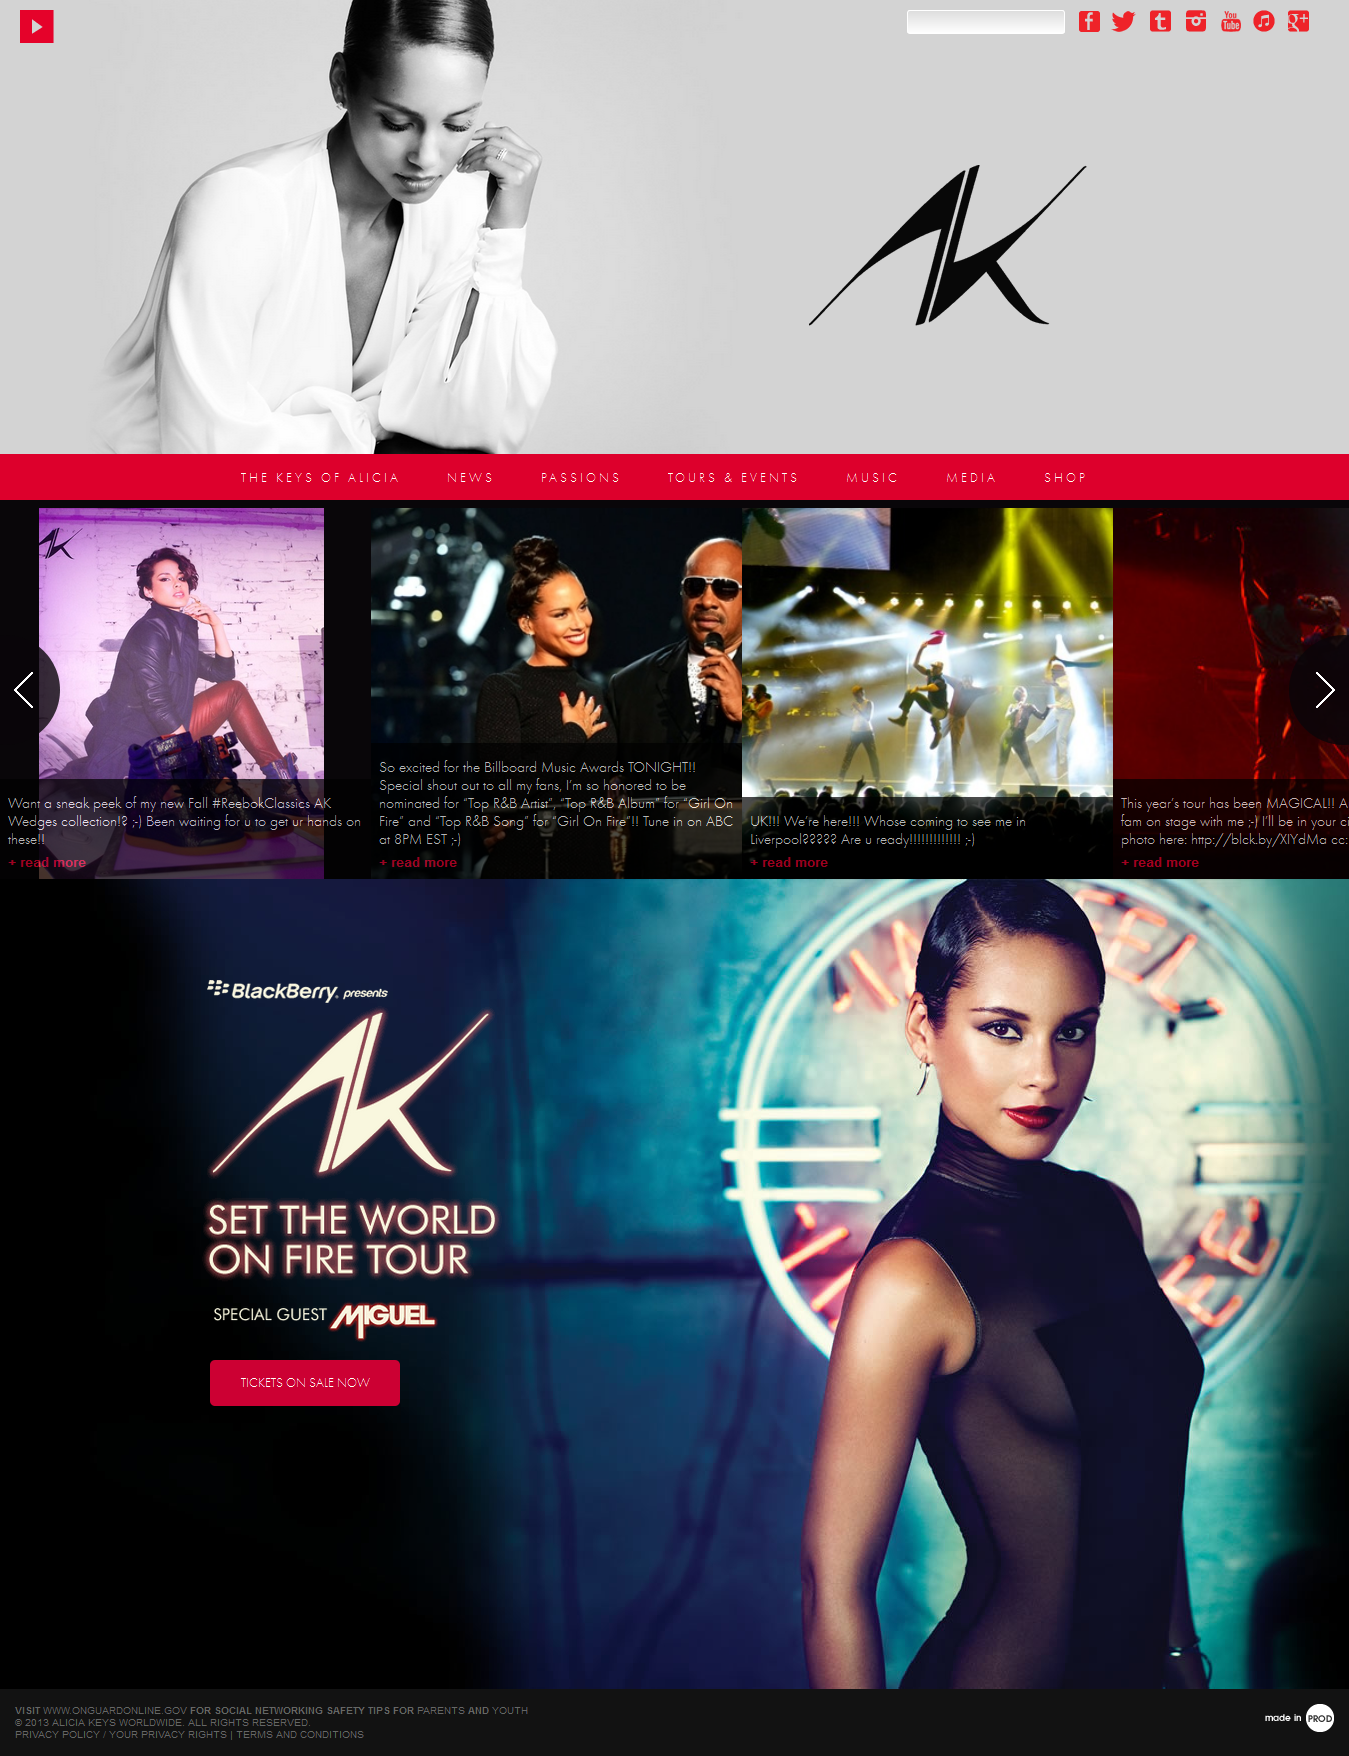 You
Tube
THE KEYS OF ALICIA
NEWS
PASSIONS
TOURS & EVENTS
MUSIC
MEDIA
SHOP
Want a sneak peek of my new Fall #ReebokClassics AK
Wedges collection!? ;-) Been waiting for u to get ur hands on
these!!
+ read more
So excited for the Billboard Music Awards TONIGHT!!
Special shout out to all my fans, I'm so honored to be
nominated for “Top R&B Artist”, “Top R&B Album” for “Girl On
Fire” and “Top R&B Song” for “Girl On Fire”!! Tune in on ABC
at 8PM EST ;-)
+ read more
UK!!! We're here!!! Whose coming to see me in
Liverpool????? Are u ready!!!!!!!!!!!!! ;-)
+ read more
This year's tour has been MAGICAL!! A
fam on stage with me ;-) I'll be in your ci
photo here: http://blck.by/XIYdMa cc:
+ read more
BlackBerry presents
AK
SET THE WORLD
ON FIRE TOUR
SPECIAL GUEST MIGUEL
TICKETS ON SALE NOW
VISIT WWW.ONGUARDONLINE.GOV FOR SOCIAL NETWORKING SAFETY TIPS FOR PARENTS AND YOUTH
© 2013 ALICIA KEYS WORLDWIDE. ALL RIGHTS RESERVED.
PRIVACY POLICY / YOUR PRIVACY RIGHTS | TERMS AND CONDITIONS
made in PROD